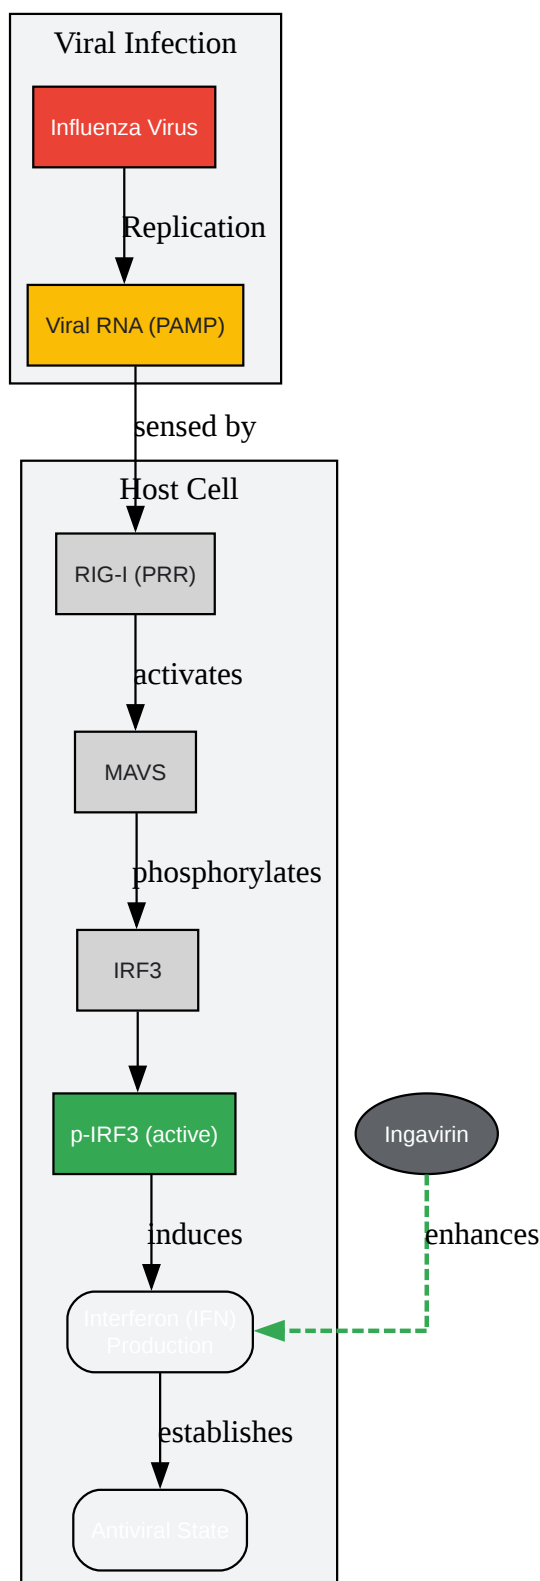 Viral Infection
Influenza Virus
Replication
Viral RNA (PAMP)
sensed by
Host Cell
RIG-I (PRR)
activates
MAVS
phosphorylates
IRF3
p-IRF3 (active)
Ingavirin
induces
enhances
Interferon (IFN)
Production
establishes
Antiviral State